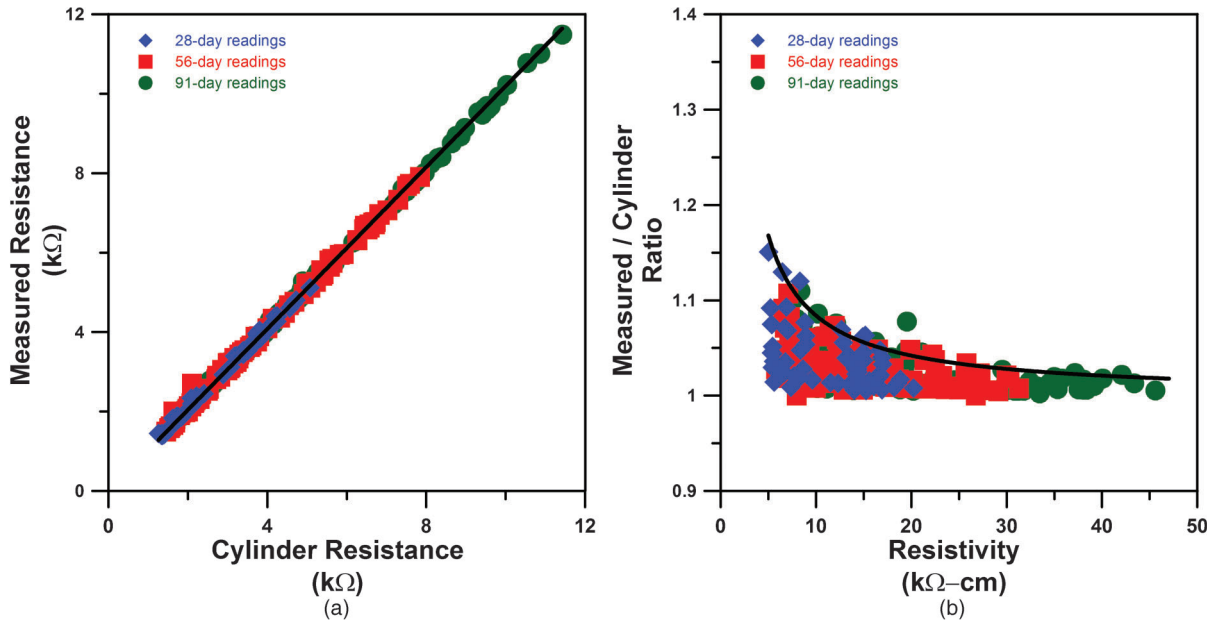 12
8
4
0
0
4
8
12
Measured Resistance
(kΩ)
28-day readings
56-day readings
91-day readings
Cylinder Resistance
(kΩ)
(a)
1.4
1.3
1.2
1.1
1
0.9
0
10
20
30
40
50
Measured / Cylinder
Ratio
28-day readings
56-day readings
91-day readings
Resistivity
(kΩ–cm)
(b)